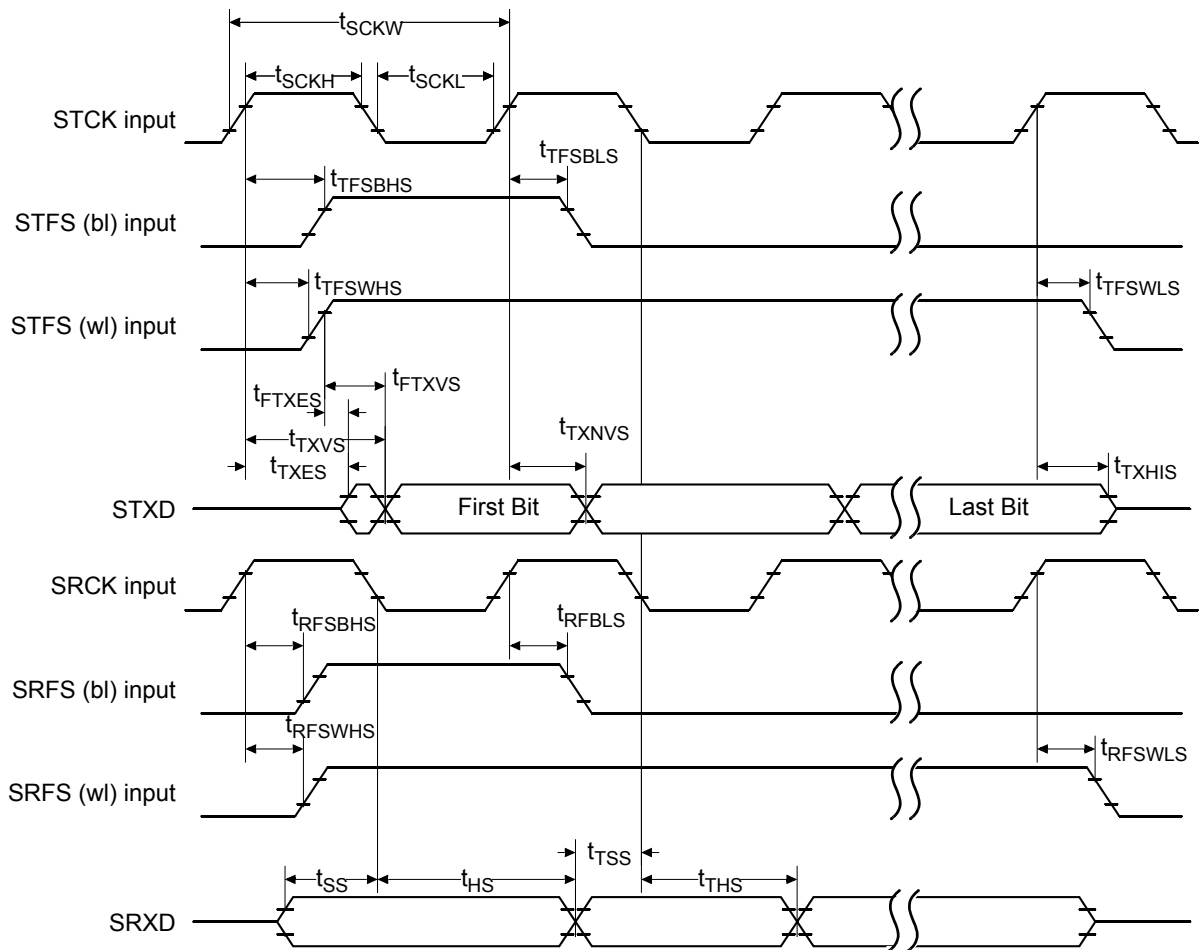 tSCKW
tSCKH
tSCKL
STCK input
tTFSBLS
tTFSBHS
STFS (bl) input
tTFSWHS
tTFSWLS
STFS (wl) input
tFTXVS
tFTXES
tTXVS
tTXNVS
tTXES
tTXHIS
STXD
First Bit
Last Bit
SRCK input
tRFSBHS
tRFBLS
SRFS (bl) input
tRFSWHS
tRFSWLS
SRFS (wl) input
tTSS
tSS
tHS
tTHS
SRXD